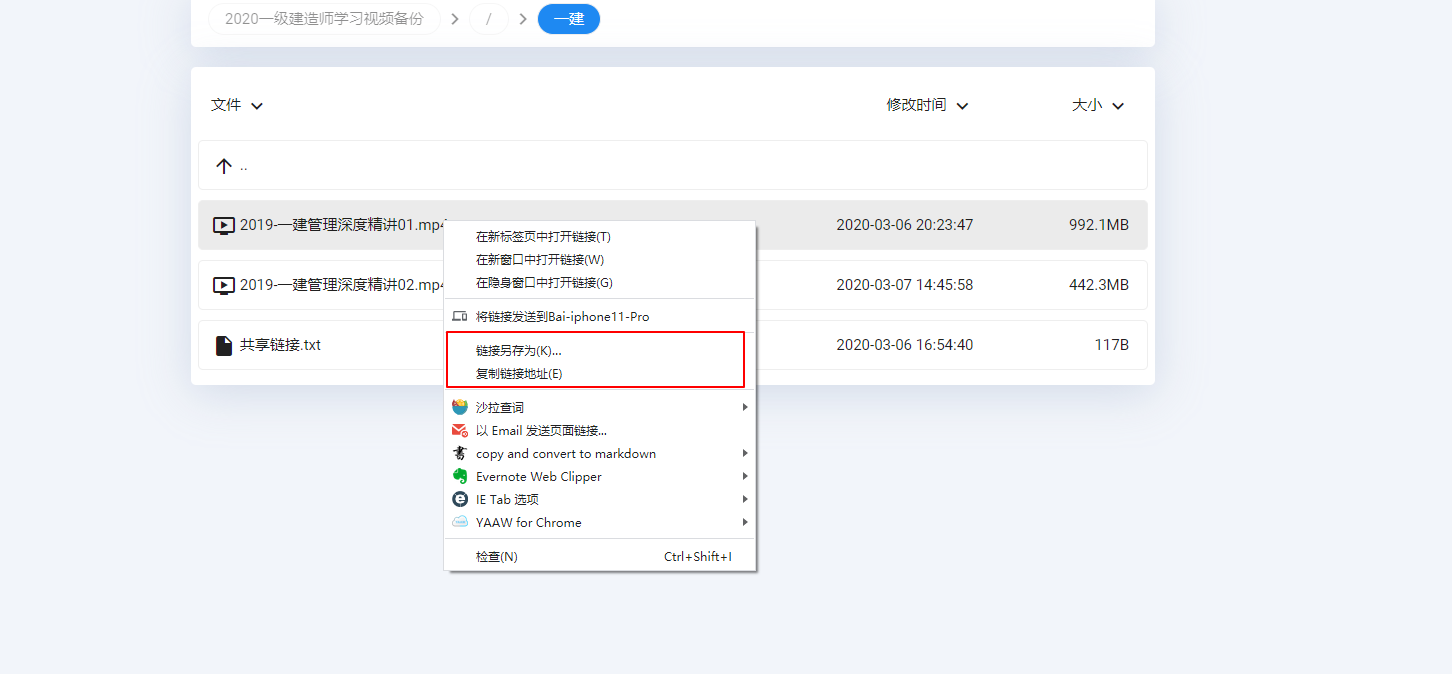 2020一级建造师学习视频备份 > / > 一建
文件 修改时间 大小
..
2019-一建管理深度精讲01.mp4 2020-03-06 20:23:47 992.1MB
在新标签页中打开链接(T)
在新窗口中打开链接(W)
在隐身窗口中打开链接(G)
2019-一建管理深度精讲02.mp4 2020-03-07 14:45:58 442.3MB
将链接发送到Bai-iphone11-Pro
共享链接.txt 2020-03-06 16:54:40 117B
链接另存为(K)...
复制链接地址(E)
沙拉查词
以 Email 发送页面链接...
copy and convert to markdown
Evernote Web Clipper
IE Tab 选项
YAAW for Chrome
检查(N) Ctrl+Shift+I